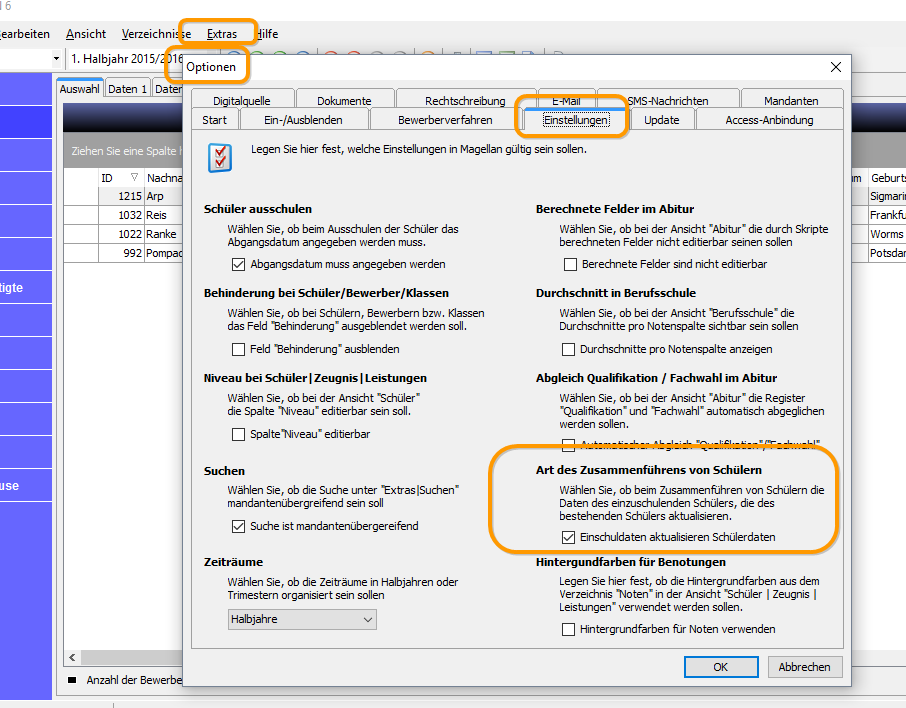 6
earbeiten Ansicht Verzeichnisse Extras Hilfe
1. Halbjahr 2015/2016
Optionen
Auswahl Daten 1 Daten
Digitalquelle Dokumente Rechtschreibung E-Mail SMS-Nachrichten Mandanten
Start Ein-/Ausblenden Bewerberverfahren Einstellungen Update Access-Anbindung
Legen Sie hier fest, welche Einstellungen in Magellan gültig sein sollen.
Ziehen Sie eine Spalte h
ID Nachna
um Geburts
1215 Arp
Sigmarin
1032 Reis
Frankfu
1022 Ranke
Worms
992 Pompad
Potsdam
tigte
use
Schüler ausschulen
Wählen Sie, ob beim Ausschulen der Schüler das
Abgangsdatum angegeben werden muss.
Abgangsdatum muss angegeben werden
Behinderung bei Schüler/Bewerber/Klassen
Wählen Sie, ob bei Schülern, Bewerbern bzw. Klassen
das Feld "Behinderung" ausgeblendet werden soll.
Feld "Behinderung" ausblenden
Niveau bei Schüler|Zeugnis|Leistungen
Wählen Sie, ob bei der Ansicht "Schüler"
die Spalte "Niveau" editierbar sein soll.
Spalte"Niveau" editierbar
Suchen
Wählen Sie, ob die Suche unter "Extras|Suchen"
mandantenübergreifend sein soll
Suche ist mandantenübergereifend
Zeiträume
Wählen Sie, ob die Zeiträume in Halbjahren oder
Trimestern organisiert sein sollen
Halbjahre
Berechnete Felder im Abitur
Wählen Sie, ob bei der Ansicht "Abitur" die durch Skripte
berechneten Felder nicht editierbar seinen sollen
Berechnete Felder sind nicht editierbar
Durchschnitt in Berufsschule
Wählen Sie, ob bei der Ansicht "Berufsschule" die
Durchschnitte pro Notenspalte sichtbar sein sollen
Durchschnitte pro Notenspalte anzeigen
Abgleich Qualifikation / Fachwahl im Abitur
Wählen Sie, ob bei der Ansicht "Abitur" die Register
"Qualifikation" und "Fachwahl" automatisch abgeglichen
werden sollen.
Automatischer Abgleich "Qualifikation"/"Fachwahl"
Art des Zusammenführens von Schülern
Wählen Sie, ob beim Zusammenführen von Schülern die
Daten des einzuschulenden Schülers, die des
bestehenden Schülers aktualisieren.
Einschuldaten aktualisieren Schülerdaten
Hintergrundfarben für Benotungen
Legen Sie hier fest, ob die Hintergrundfarben aus dem
Verzeichnis "Noten" in der Ansicht "Schüler | Zeugnis |
Leistungen" verwendet werden sollen.
Hintergrundfarben für Noten verwenden
OK Abbrechen
Anzahl der Bewerbe